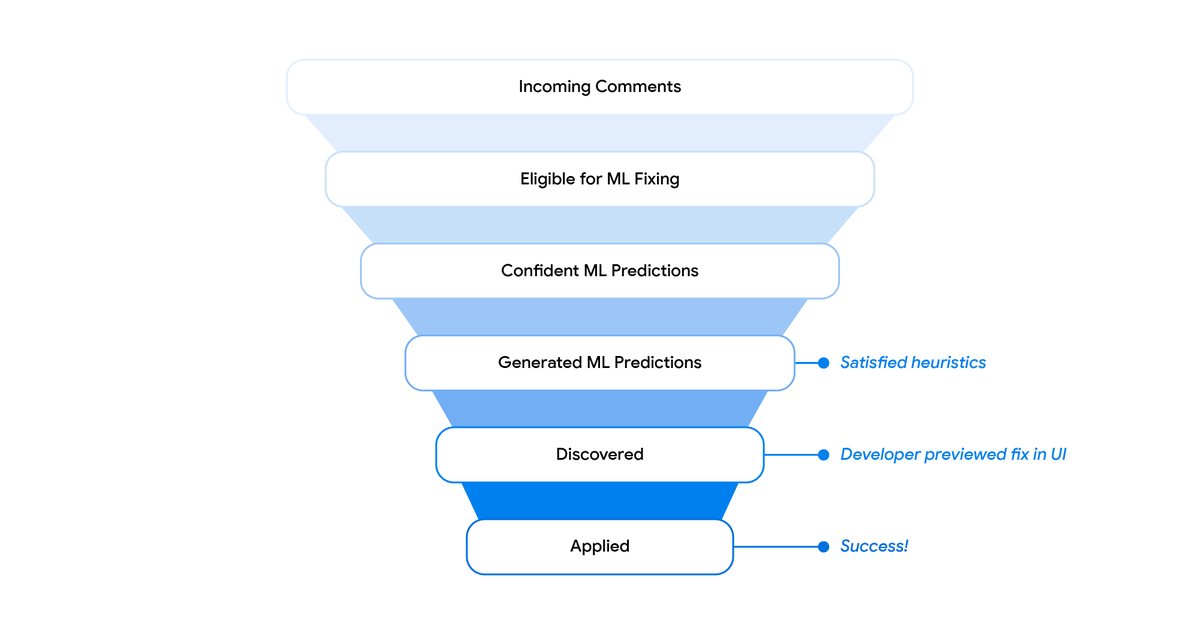 Incoming Comments
Eligible for ML Fixing
Confident ML Predictions
Generated ML Predictions
Satisfied heuristics
Discovered
Developer previewed fix in UI
Applied
Success!